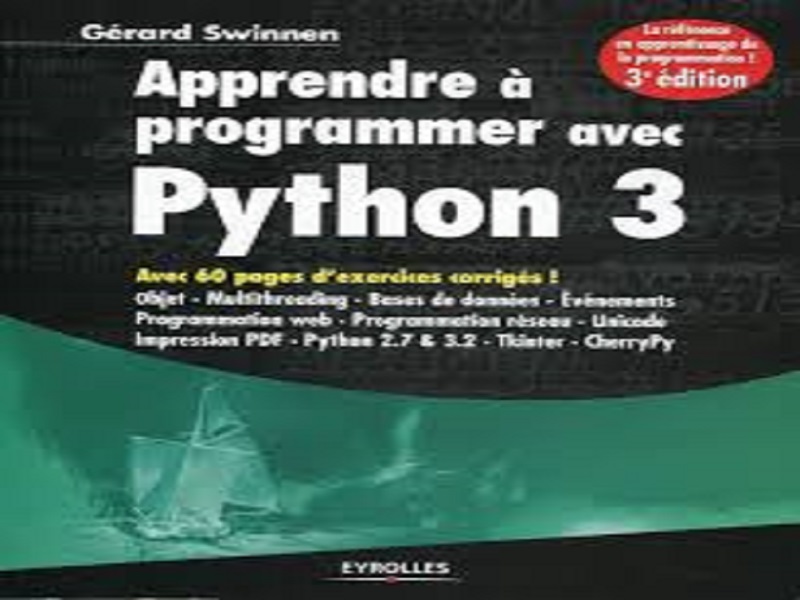 Gérard Swinnen
La référence
en apprentissage de
la programmation !
3e édition
Apprendre à
programmer avec
Python 3
Avec 60 pages d'exercices corrigés !
Objet - Multithreading - Bases de données - Événements
Programmation web - Programmation réseau - Unicode
Impression PDF - Python 2.7 & 3.2 - Tkinter - CherryPy
EYROLLES